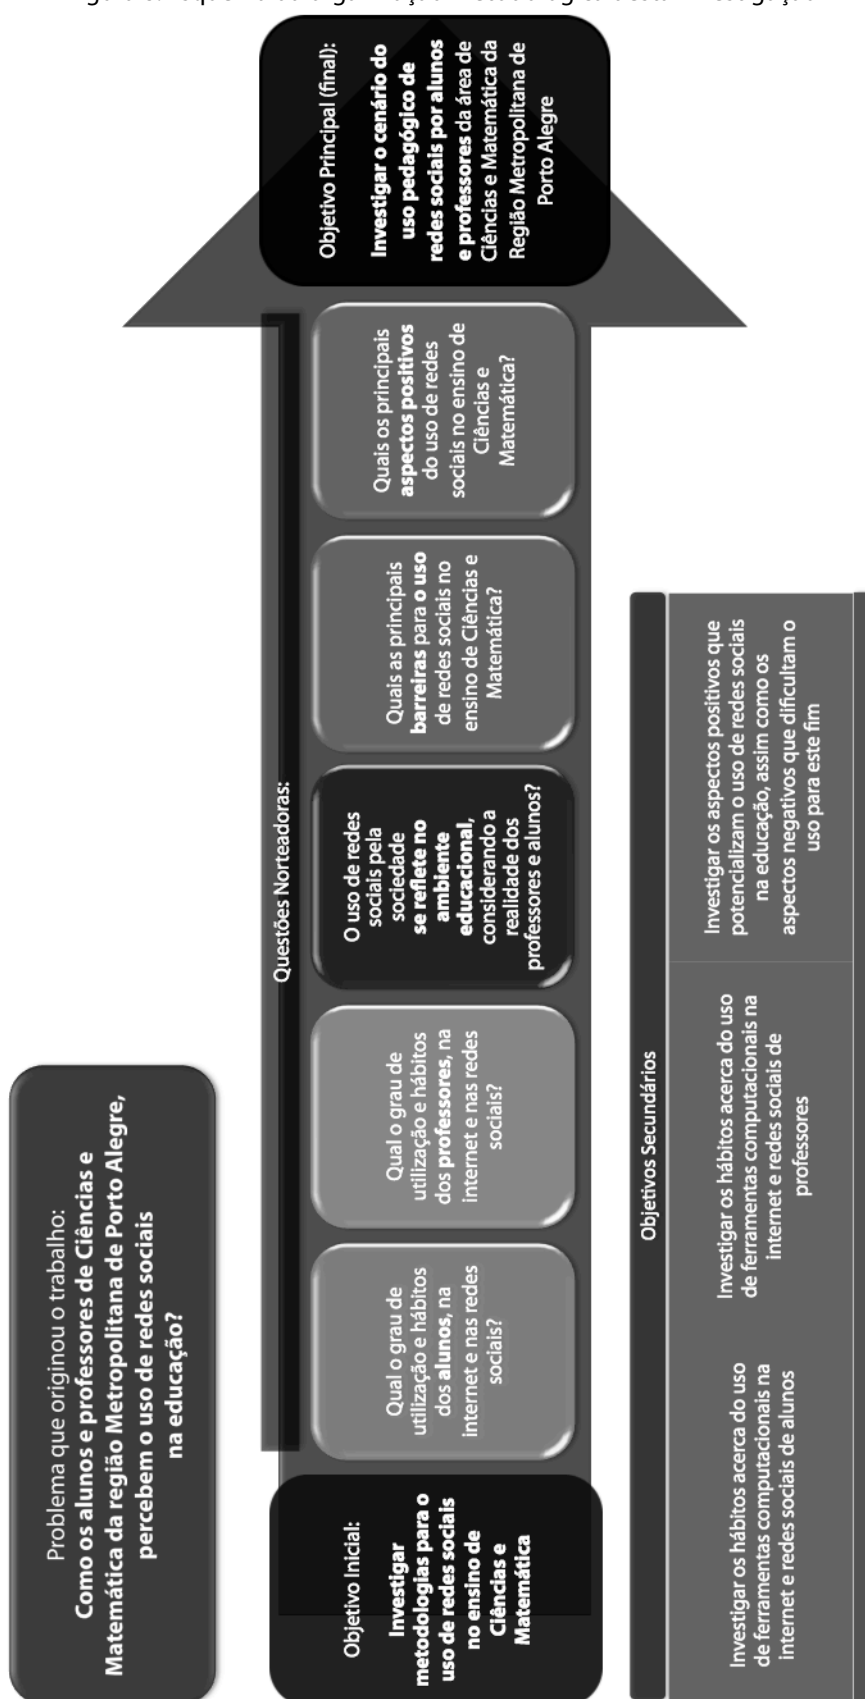 da organização metodológica desta investigação
Problema que originou o trabalho:
Como os alunos e professores de Ciências e
Matemática da região Metropolitana de Porto Alegre,
percebem o uso de redes sociais
na educação?
Questões Norteadoras:
Objetivo Inicial:
Investigar
metodologias para o
uso de redes sociais
no ensino de
Ciências e
Matemática
Qual o grau de
utilização e hábitos
dos alunos, na
internet e nas redes
sociais?
Qual o grau de
utilização e hábitos
dos professores, na
internet e nas redes
sociais?
O uso de redes
sociais pela
sociedade
se reflete no
ambiente
educacional,
considerando a
realidade dos
professores e alunos?
Quais as principais
barreiras para o uso
de redes sociais no
ensino de Ciências e
Matemática?
Quais os principais
aspectos positivos
do uso de redes
sociais no ensino de
Ciências e
Matemática?
Objetivo Principal (final):
Investigar o cenário do
uso pedagógico de
redes sociais por alunos
e professores da área de
Ciências e Matemática da
Região Metropolitana de
Porto Alegre
Objetivos Secundários
Investigar os hábitos acerca do uso
de ferramentas computacionais na
internet e redes sociais de alunos
Investigar os hábitos acerca do uso
de ferramentas computacionais na
internet e redes sociais de
professores
Investigar os aspectos positivos que
potencializam o uso de redes sociais
na educação, assim como os
aspectos negativos que dificultam o
uso para este fim